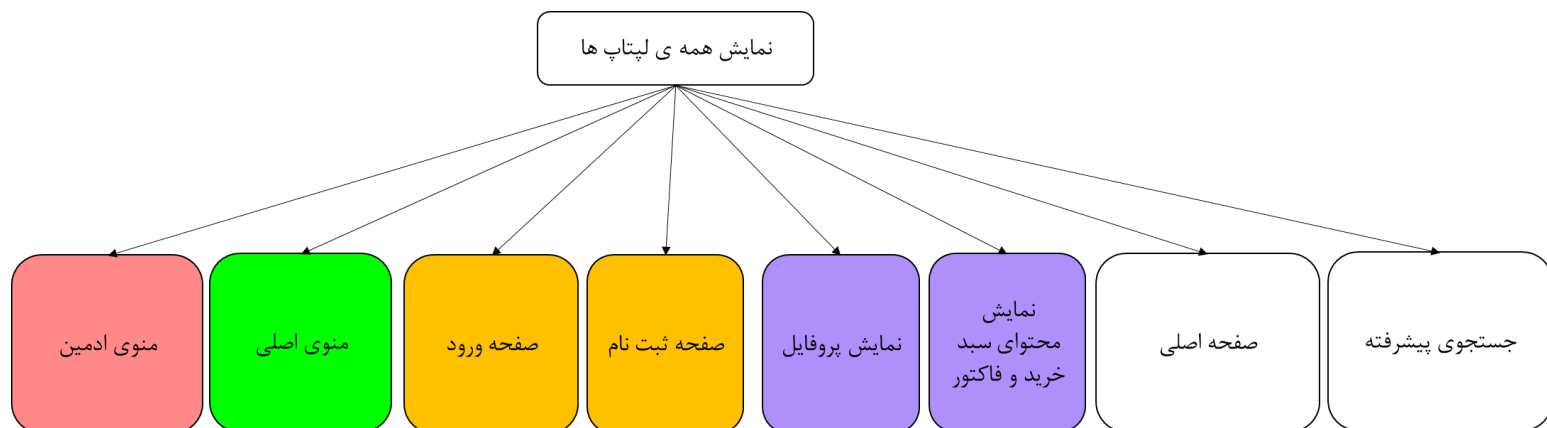 نمایش همه ی لپتاپ ها
جستجوی پیشرفته
صفحه اصلی
نمایش
محتوای سبد
خرید و فاکتور
نمایش پروفایل
صفحه ثبت نام
صفحه ورود
منوی اصلی
منوی ادمین